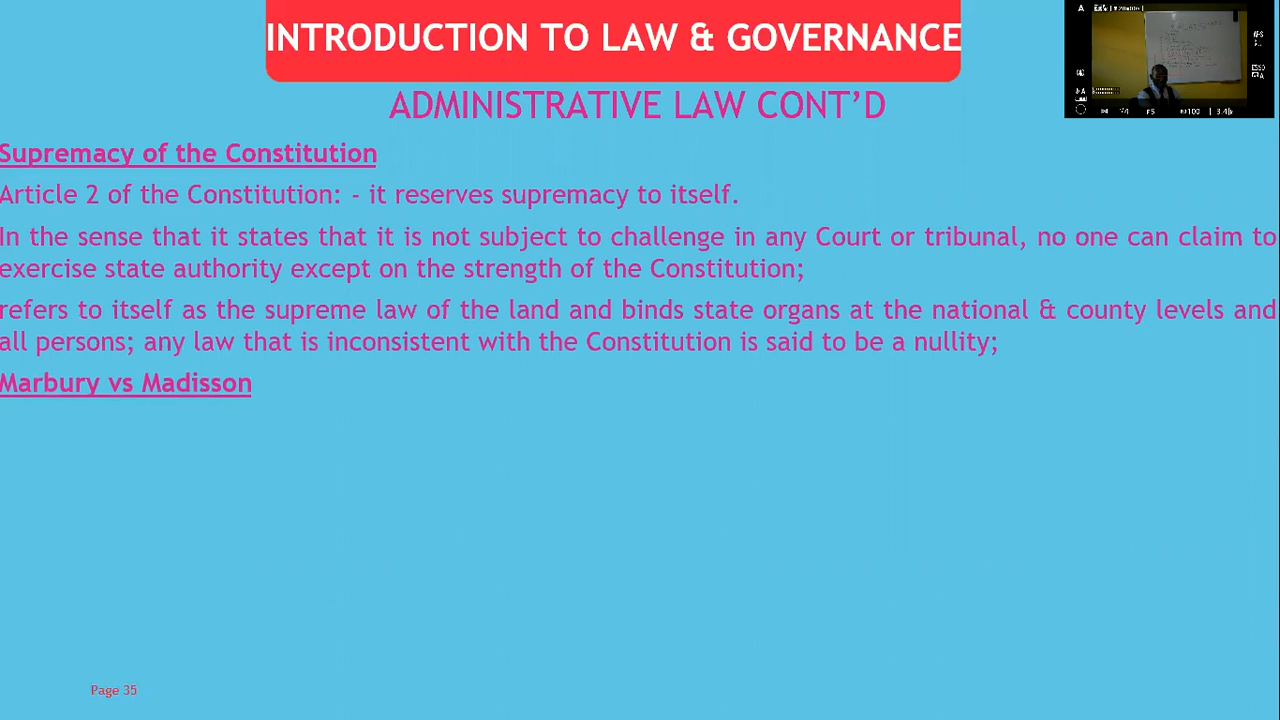 INTRODUCTION TO LAW & GOVERNANCE
ADMINISTRATIVE LAW CONT'D
Supremacy of the Constitution
Article 2 of the Constitution: - it reserves supremacy to itself.
In the sense that it states that it is not subject to challenge in any Court or tribunal, no one can claim to
exercise state authority except on the strength of the Constitution;
refers to itself as the supreme law of the land and binds state organs at the national & county levels and
all persons; any law that is inconsistent with the Constitution is said to be a nullity;
Marbury vs Madisson
Page 35